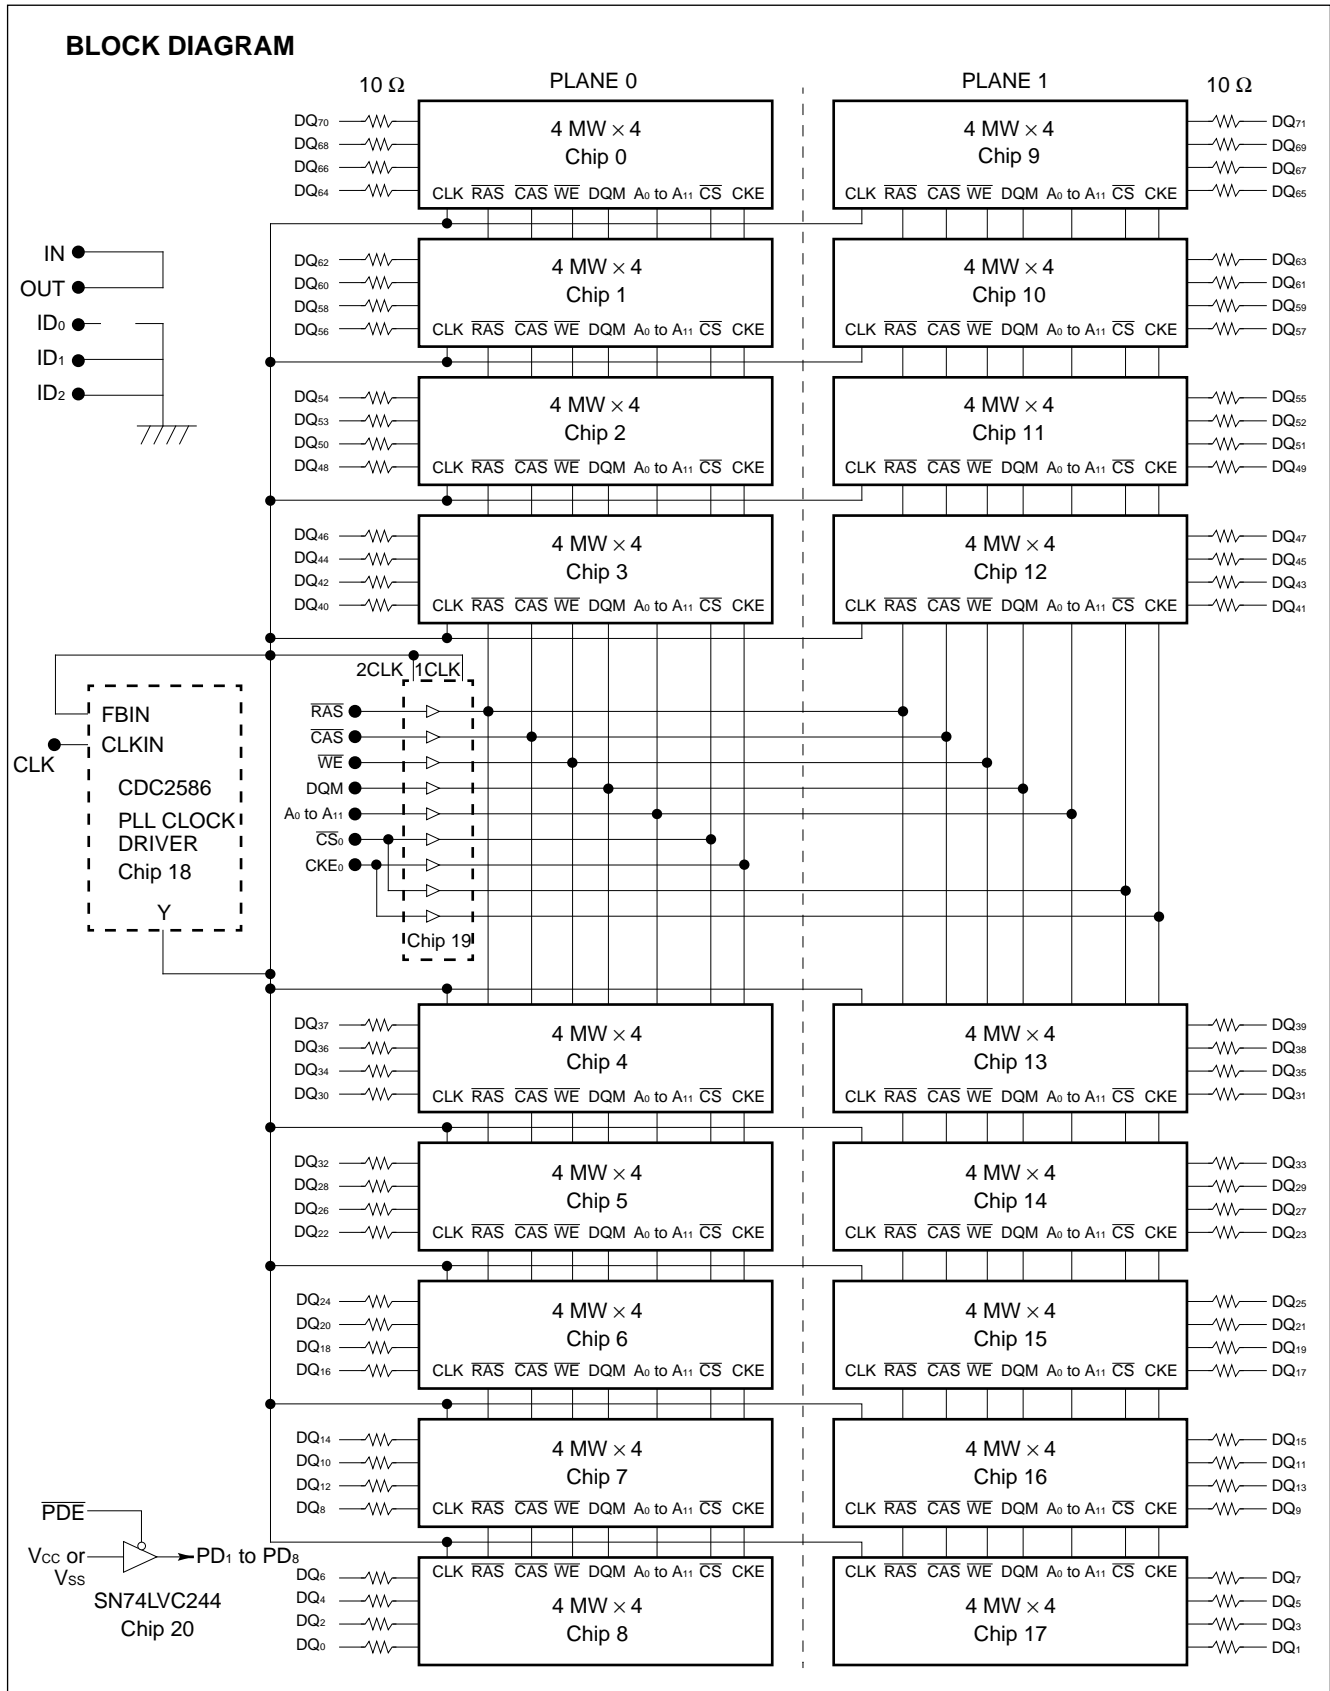 BLOCK DIAGRAM
10 Ω PLANE 0 PLANE 1 10 Ω
DQ70 4 MW × 4 4 MW × 4 DQ71
DQ68 Chip 0 Chip 9 DQ69
DQ66 DQ67
DQ64 CLK RAS CAS WE DQM A0 to A11 CS CKE CLK RAS CAS WE DQM A0 to A11 CS CKE DQ65
IN
OUT
ID0
ID1
ID2
DQ62 4 MW × 4 4 MW × 4 DQ63
DQ60 Chip 1 Chip 10 DQ61
DQ58 DQ59
DQ56 CLK RAS CAS WE DQM A0 to A11 CS CKE CLK RAS CAS WE DQM A0 to A11 CS CKE DQ57
DQ54 4 MW × 4 4 MW × 4 DQ55
DQ53 Chip 2 Chip 11 DQ52
DQ50 DQ51
DQ48 CLK RAS CAS WE DQM A0 to A11 CS CKE CLK RAS CAS WE DQM A0 to A11 CS CKE DQ49
DQ46 4 MW × 4 4 MW × 4 DQ47
DQ44 Chip 3 Chip 12 DQ45
DQ42 DQ43
DQ40 CLK RAS CAS WE DQM A0 to A11 CS CKE CLK RAS CAS WE DQM A0 to A11 CS CKE DQ41
2CLK 1CLK
FBIN
CLKIN
CLK
CDC2586
PLL CLOCK
DRIVER
Chip 18
Y
RAS
CAS
WE
DQM
A0 to A11
CS0
CKE0
Chip 19
DQ37 4 MW × 4 4 MW × 4 DQ39
DQ36 Chip 4 Chip 13 DQ38
DQ34 DQ35
DQ30 CLK RAS CAS WE DQM A0 to A11 CS CKE CLK RAS CAS WE DQM A0 to A11 CS CKE DQ31
DQ32 4 MW × 4 4 MW × 4 DQ33
DQ28 Chip 5 Chip 14 DQ29
DQ26 DQ27
DQ22 CLK RAS CAS WE DQM A0 to A11 CS CKE CLK RAS CAS WE DQM A0 to A11 CS CKE DQ23
DQ24 4 MW × 4 4 MW × 4 DQ25
DQ20 Chip 6 Chip 15 DQ21
DQ18 DQ19
DQ16 CLK RAS CAS WE DQM A0 to A11 CS CKE CLK RAS CAS WE DQM A0 to A11 CS CKE DQ17
DQ14 4 MW × 4 4 MW × 4 DQ15
DQ10 Chip 7 Chip 16 DQ11
DQ12 DQ13
DQ8 CLK RAS CAS WE DQM A0 to A11 CS CKE CLK RAS CAS WE DQM A0 to A11 CS CKE DQ9
PDE
VCC or
VSS
PD1 to PD8
SN74LVC244
Chip 20
DQ6 CLK RAS CAS WE DQM A0 to A11 CS CKE CLK RAS CAS WE DQM A0 to A11 CS CKE DQ7
DQ4 4 MW × 4 4 MW × 4 DQ5
DQ2 Chip 8 Chip 17 DQ3
DQ0 DQ1